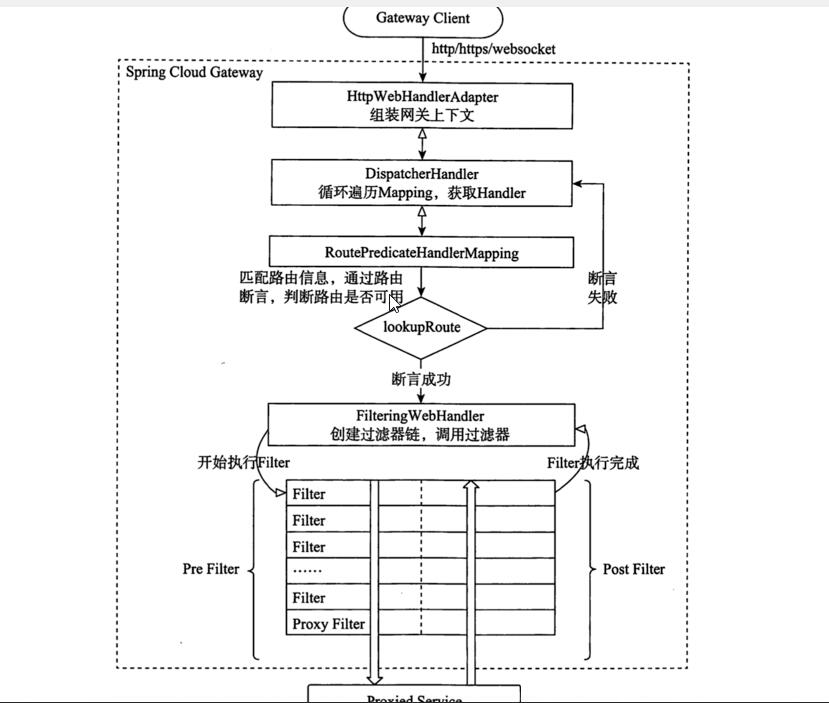 Gateway Client
http/https/websocket
Spring Cloud Gateway
HttpWebHandlerAdapter
组装网关上下文
DispatcherHandler
循环遍历Mapping，获取Handler
RoutePredicateHandlerMapping
匹配路由信息，通过路由
断言，判断路由是否可用
断言
失败
lookupRoute
断言成功
FilteringWebHandler
创建过滤器链，调用过滤器
开始执行Filter
Filter执行完成
Filter
Filter
Filter
……
Filter
Proxy Filter
Pre Filter
Post Filter
Proxied Service